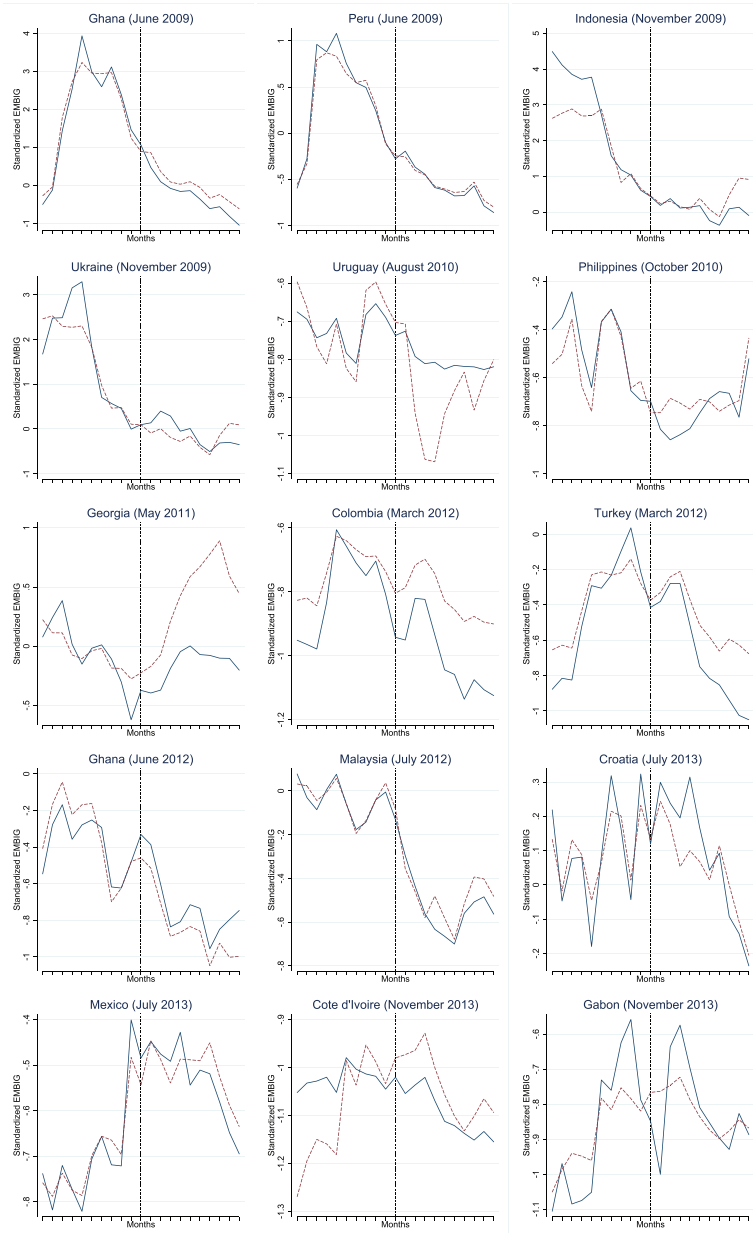 Ghana (June 2009)
Standardized EMBIG
4
3
2
1
0
-1
Months
Peru (June 2009)
Standardized EMBIG
1
.5
0
-.5
-1
Months
Indonesia (November 2009)
Standardized EMBIG
5
4
3
2
1
0
Months
Ukraine (November 2009)
Standardized EMBIG
3
2
1
0
-1
Months
Uruguay (August 2010)
Standardized EMBIG
-.6
-.7
-.8
-.9
-1
-1.1
Months
Philippines (October 2010)
Standardized EMBIG
-.2
-.4
-.6
-.8
-1
Months
Georgia (May 2011)
Standardized EMBIG
1
.5
0
-.5
Months
Colombia (March 2012)
Standardized EMBIG
-.6
-.8
-1
-1.2
Months
Turkey (March 2012)
Standardized EMBIG
0
-.2
-.4
-.6
-.8
-1
Months
Ghana (June 2012)
Standardized EMBIG
0
-.2
-.4
-.6
-.8
-1
Months
Malaysia (July 2012)
Standardized EMBIG
0
-.2
-.4
-.6
-.8
Months
Croatia (July 2013)
Standardized EMBIG
.3
.2
.1
0
-.1
-.2
Months
Mexico (July 2013)
Standardized EMBIG
-.4
-.5
-.6
-.7
-.8
Months
Cote d'Ivoire (November 2013)
Standardized EMBIG
-.9
-1
-1.1
-1.2
-1.3
Months
Gabon (November 2013)
Standardized EMBIG
-.6
-.7
-.8
-.9
-1
-1.1
Months